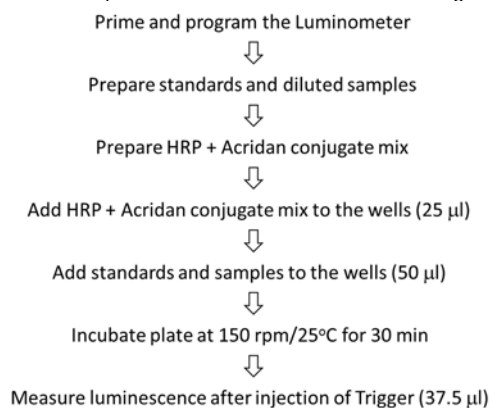 Prime and program the Luminometer
Prepare standards and diluted samples
Prepare HRP + Acridan conjugate mix
Add HRP + Acridan conjugate mix to the wells (25 µl)
Add standards and samples to the wells (50 µl)
Incubate plate at 150 rpm/25°C for 30 min
Measure luminescence after injection of Trigger (37.5 µl)